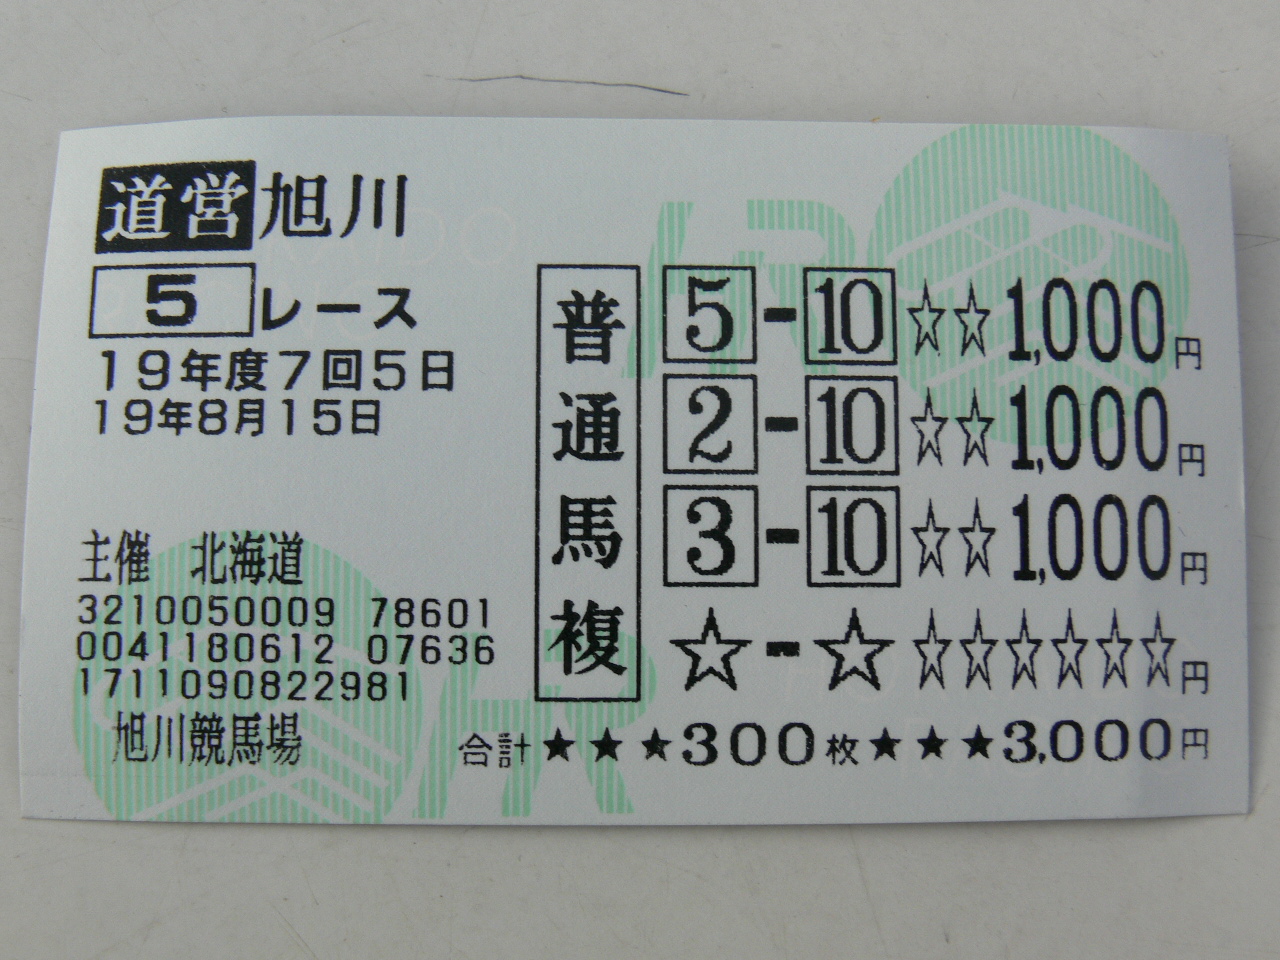 道営旭川
5レース
19年度7回5日
19年8月15日
主催 北海道
3210050009 78601
0041180612 07636
1711090822981
旭川競馬場
普通馬複
5-10☆☆1,000円
2-10☆☆1,000円
3-10☆☆1,000円
☆-☆☆☆☆☆☆☆円
合計★★★300枚★★★3,000円